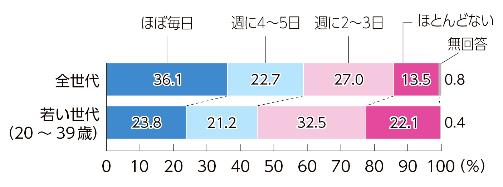 ほぼ毎日 週に4～5日 週に2～3日 ほとんどない
無回答
全世代 36.1 22.7 27.0 13.5 0.8
若い世代
(20～39歳) 23.8 21.2 32.5 22.1 0.4
0 10 20 30 40 50 60 70 80 90 100 (%)